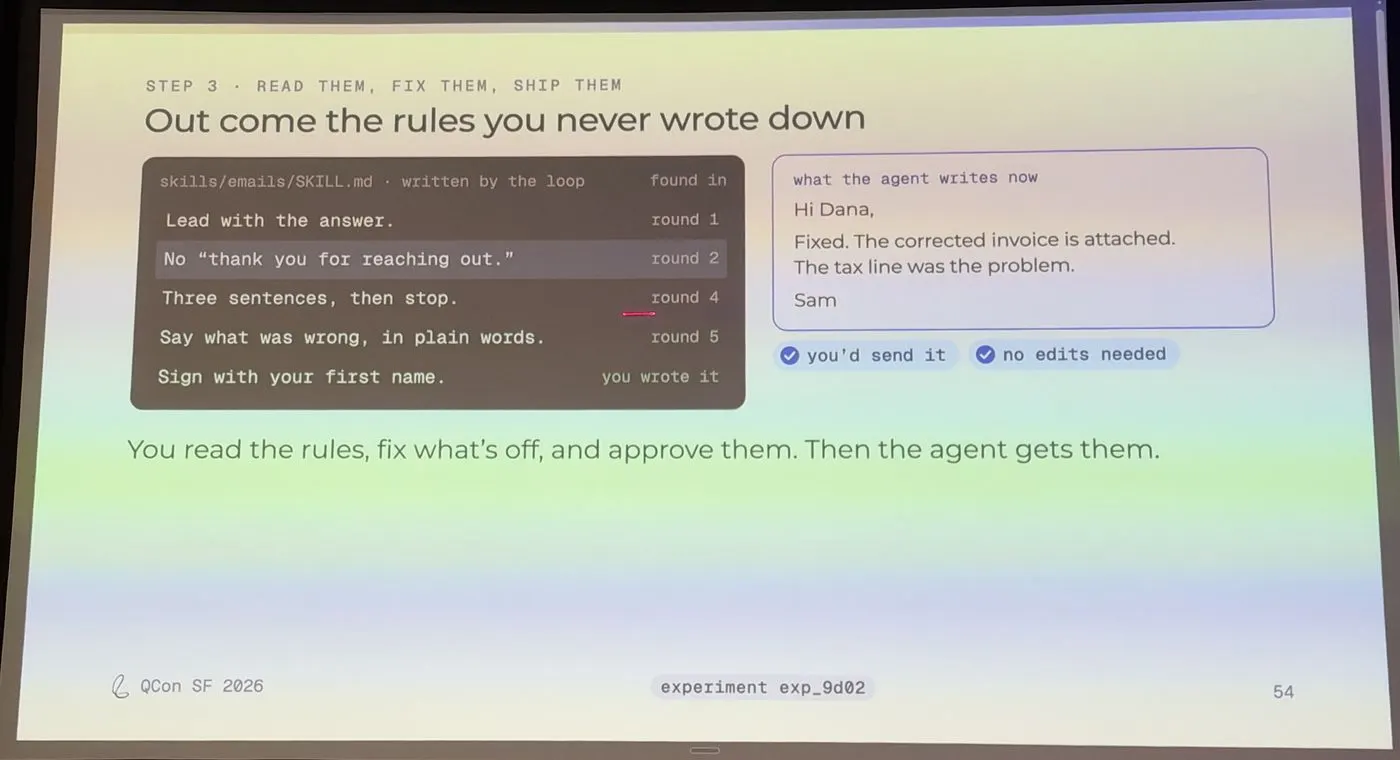 STEP 3 · READ THEM, FIX THEM, SHIP THEM
Out come the rules you never wrote down
skills/emails/SKILL.md · written by the loop found in
Lead with the answer. round 1
No “thank you for reaching out.” round 2
Three sentences, then stop. round 4
Say what was wrong, in plain words. round 5
Sign with your first name. you wrote it
what the agent writes now
Hi Dana,
Fixed. The corrected invoice is attached.
The tax line was the problem.
Sam
you’d send it no edits needed
You read the rules, fix what’s off, and approve them. Then the agent gets them.
QCon SF 2026 experiment exp_9d02 54